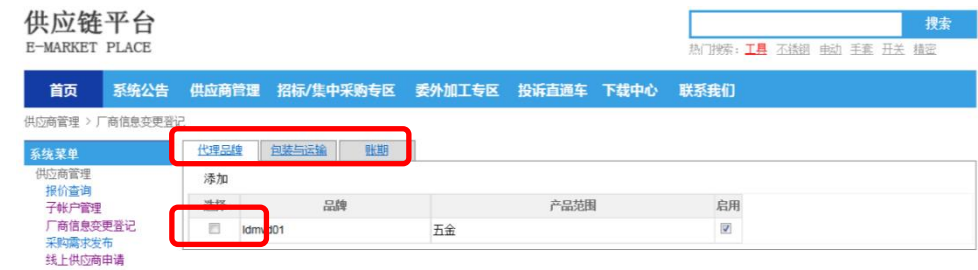 供应链平台
E-MARKET PLACE
搜索
热门搜索：工具 不锈钢 电动 手套 开关 精密
首页 系统公告 供应商管理 招标/集中采购专区 委外加工专区 投诉直通车 下载中心 联系我们
供应商管理 > 厂商信息变更登记
系统菜单
供应商管理
报价查询
子帐户管理
厂商信息变更登记
采购需求发布
线上供应商申请
代理品牌 包装与运输 账期
添加
选择 品牌 产品范围 启用
五金